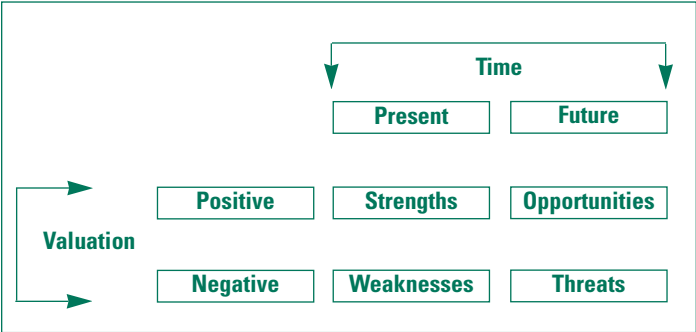 Time
Present Future
Positive Strengths Opportunities
Valuation
Negative Weaknesses Threats